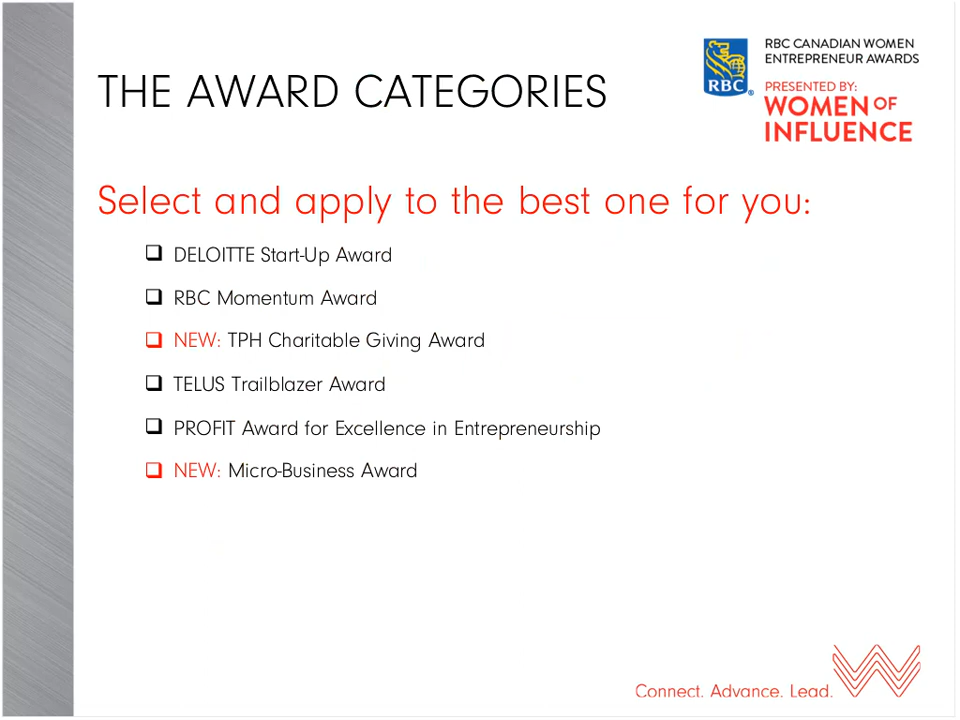 THE AWARD CATEGORIES
RBC
RBC CANADIAN WOMEN
ENTREPRENEUR AWARDS
PRESENTED BY:
WOMEN OF
INFLUENCE
Select and apply to the best one for you:
❑ DELOITTE Start-Up Award
❑ RBC Momentum Award
❑ NEW: TPH Charitable Giving Award
❑ TELUS Trailblazer Award
❑ PROFIT Award for Excellence in Entrepreneurship
❑ NEW: Micro-Business Award
Connect. Advance. Lead.